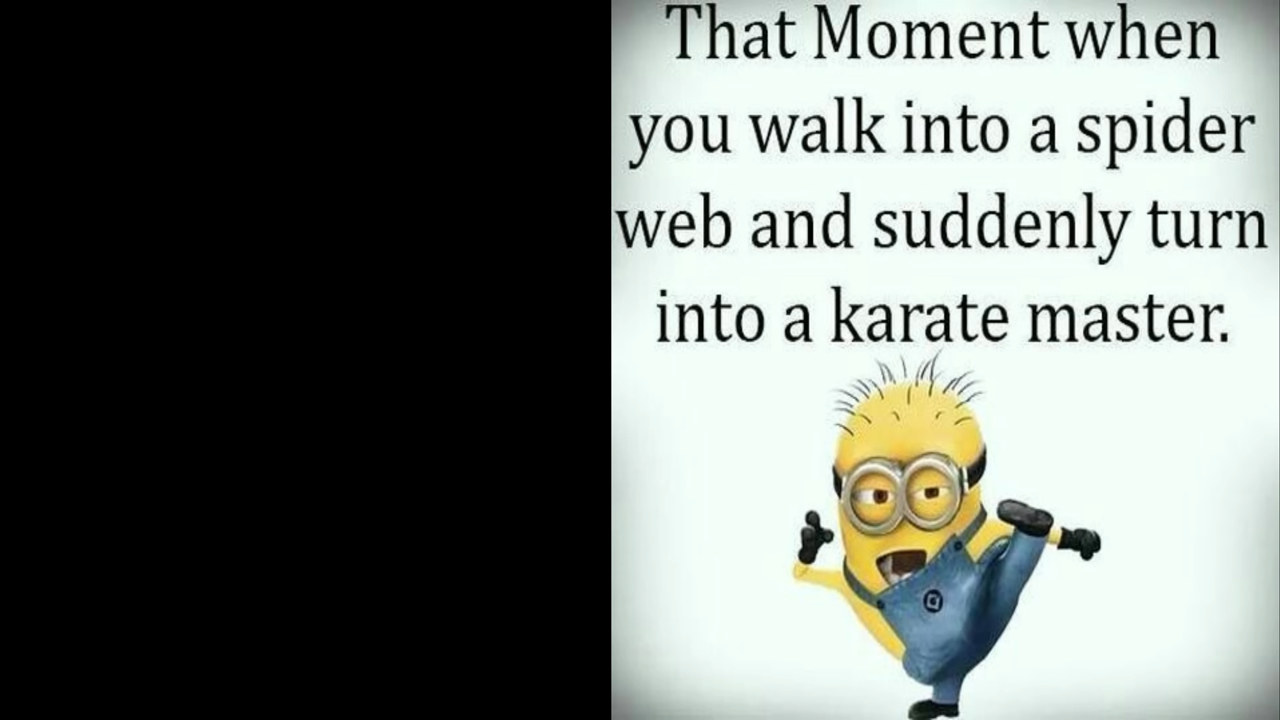 That Moment when
you walk into a spider
web and suddenly turn
into a karate master.